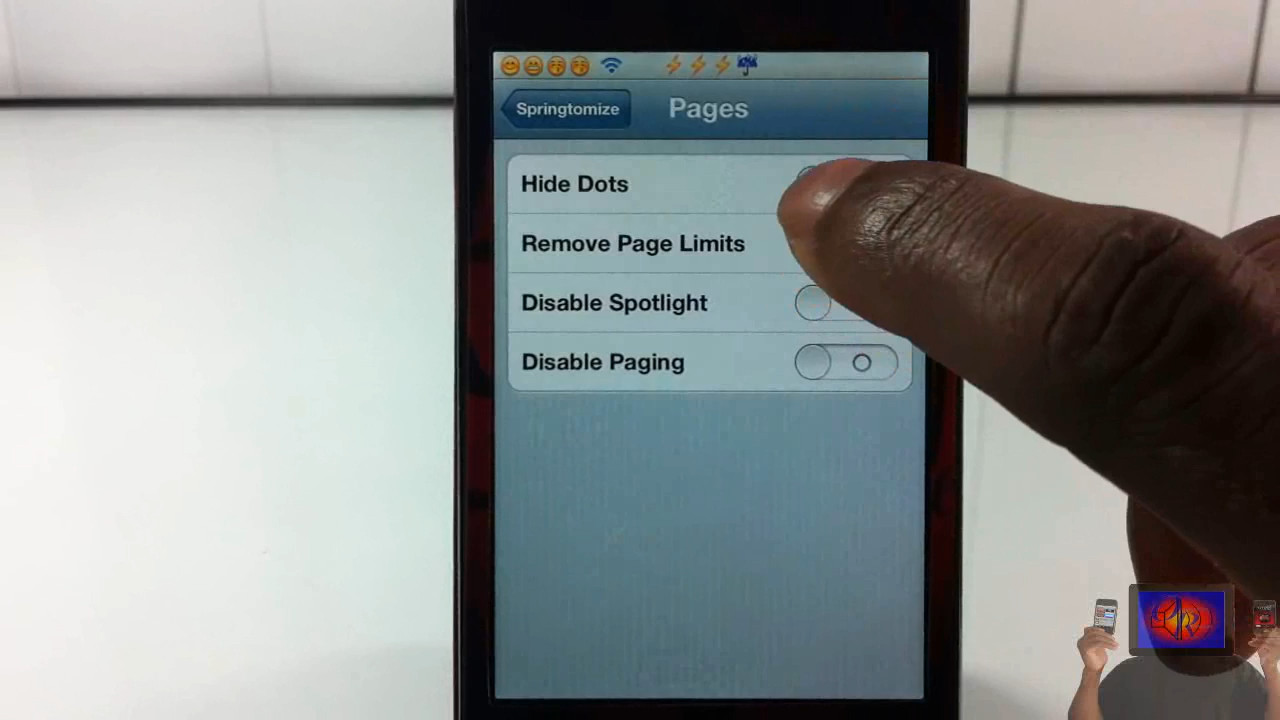 Springtomize
Pages
Hide Dots
Remove Page Limits
Disable Spotlight
Disable Paging